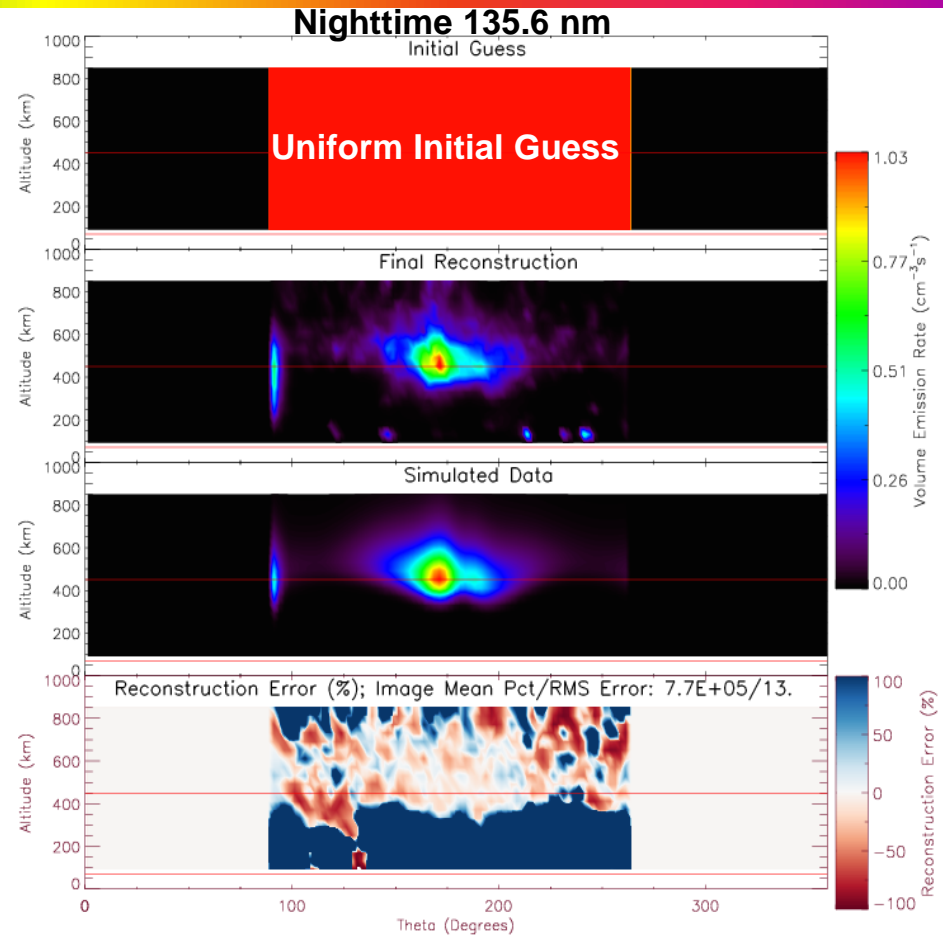 Nighttime 135.6 nm
Initial Guess
1000
800
600
400
200
0
Altitude (km)
Uniform Initial Guess
Final Reconstruction
1000
800
600
400
200
0
Altitude (km)
Simulated Data
1000
800
600
400
200
0
Altitude (km)
1.03
0.77
0.51
0.26
0.00
Volume Emission Rate (cm⁻³s⁻¹)
Reconstruction Error (%); Image Mean Pct/RMS Error: 7.7E+05/13.
1000
800
600
400
200
0
Altitude (km)
0
100
200
300
Theta (Degrees)
100
50
0
−50
−100
Reconstruction Error (%)